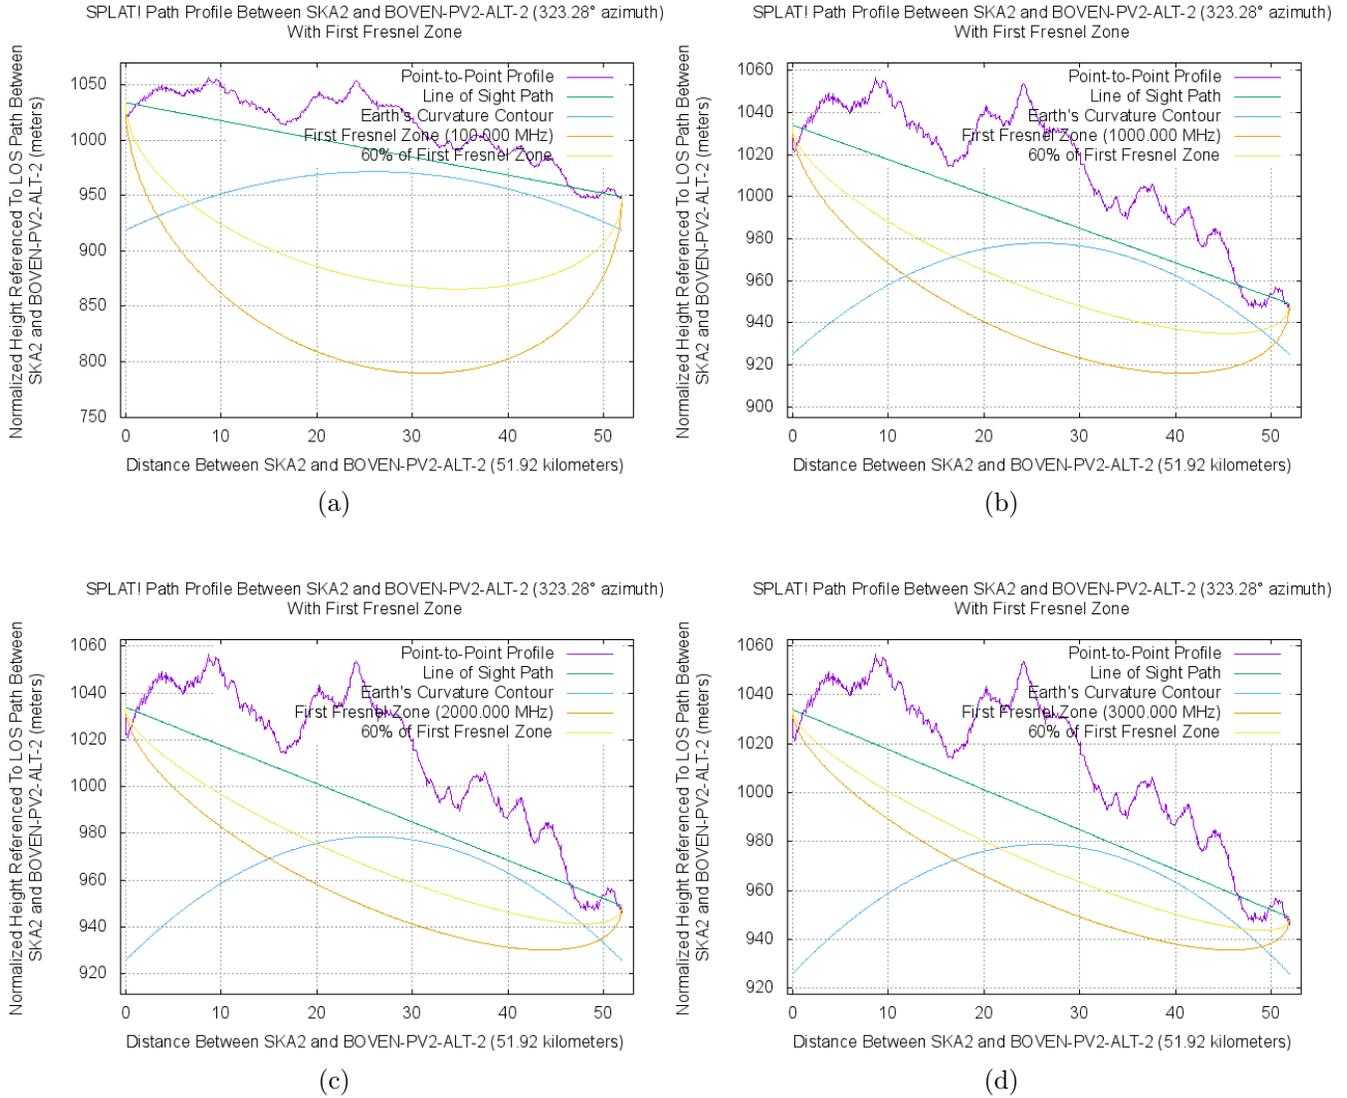 SPLAT! Path Profile Between SKA2 and BOVEN-PV2-ALT-2 (323.28° azimuth)
With First Fresnel Zone
Normalized Height Referenced To LOS Path Between
SKA2 and BOVEN-PV2-ALT-2 (meters)
1050
1000
950
900
850
800
750
Point-to-Point Profile
Line of Sight Path
Earth's Curvature Contour
First Fresnel Zone (100.000 MHz)
60% of First Fresnel Zone
0 10 20 30 40 50
Distance Between SKA2 and BOVEN-PV2-ALT-2 (51.92 kilometers)
(a)
SPLAT! Path Profile Between SKA2 and BOVEN-PV2-ALT-2 (323.28° azimuth)
With First Fresnel Zone
Normalized Height Referenced To LOS Path Between
SKA2 and BOVEN-PV2-ALT-2 (meters)
1060
1040
1020
1000
980
960
940
920
900
Point-to-Point Profile
Line of Sight Path
Earth's Curvature Contour
First Fresnel Zone (1000.000 MHz)
60% of First Fresnel Zone
0 10 20 30 40 50
Distance Between SKA2 and BOVEN-PV2-ALT-2 (51.92 kilometers)
(b)
SPLAT! Path Profile Between SKA2 and BOVEN-PV2-ALT-2 (323.28° azimuth)
With First Fresnel Zone
Normalized Height Referenced To LOS Path Between
SKA2 and BOVEN-PV2-ALT-2 (meters)
1060
1040
1020
1000
980
960
940
920
Point-to-Point Profile
Line of Sight Path
Earth's Curvature Contour
First Fresnel Zone (2000.000 MHz)
60% of First Fresnel Zone
0 10 20 30 40 50
Distance Between SKA2 and BOVEN-PV2-ALT-2 (51.92 kilometers)
(c)
SPLAT! Path Profile Between SKA2 and BOVEN-PV2-ALT-2 (323.28° azimuth)
With First Fresnel Zone
Normalized Height Referenced To LOS Path Between
SKA2 and BOVEN-PV2-ALT-2 (meters)
1060
1040
1020
1000
980
960
940
920
Point-to-Point Profile
Line of Sight Path
Earth's Curvature Contour
First Fresnel Zone (3000.000 MHz)
60% of First Fresnel Zone
0 10 20 30 40 50
Distance Between SKA2 and BOVEN-PV2-ALT-2 (51.92 kilometers)
(d)